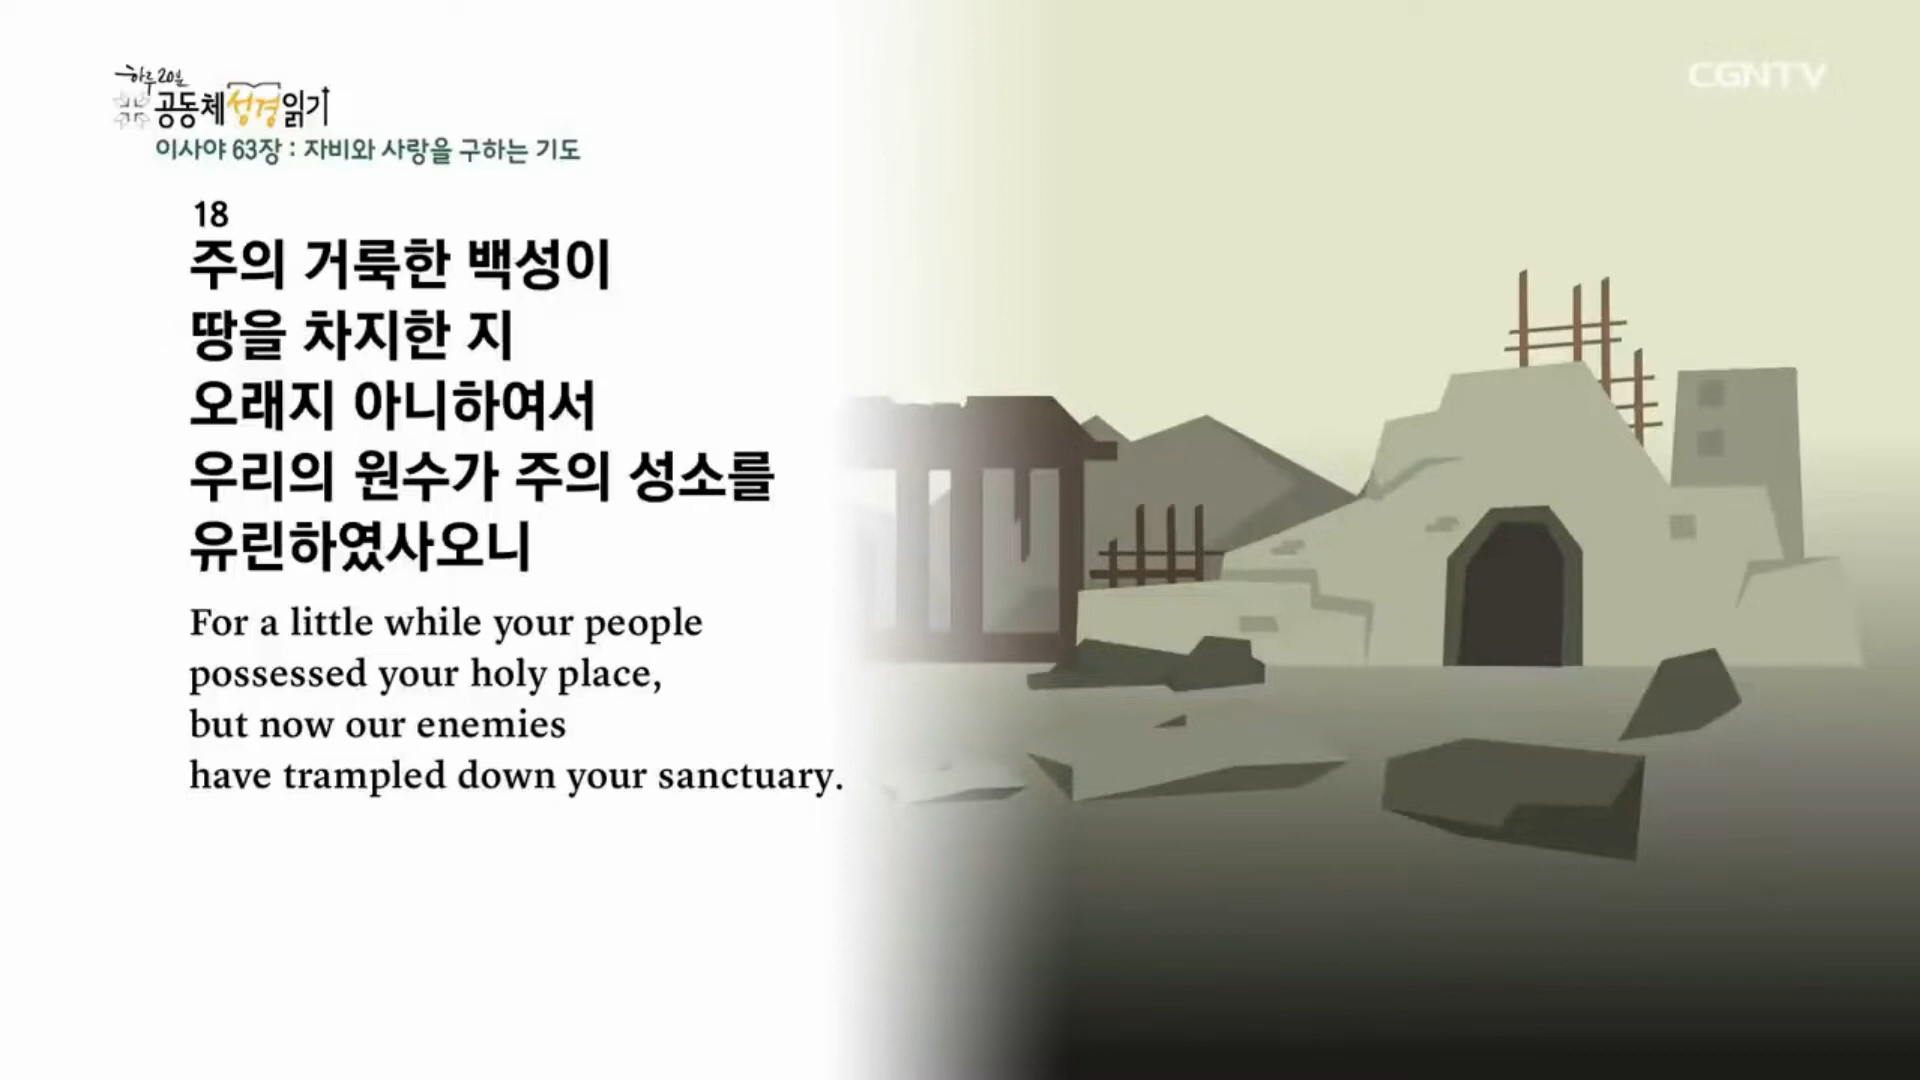 하루 20분
공동체성경읽기
CGNTV
이사야 63장 : 자비와 사랑을 구하는 기도
18
주의 거룩한 백성이
땅을 차지한 지
오래지 아니하여서
우리의 원수가 주의 성소를
유린하였사오니
For a little while your people
possessed your holy place,
but now our enemies
have trampled down your sanctuary.